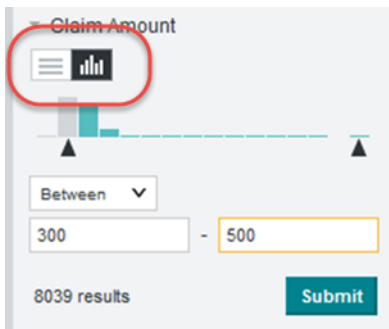 Claim Amount
Between
300 - 500
8039 results
Submit